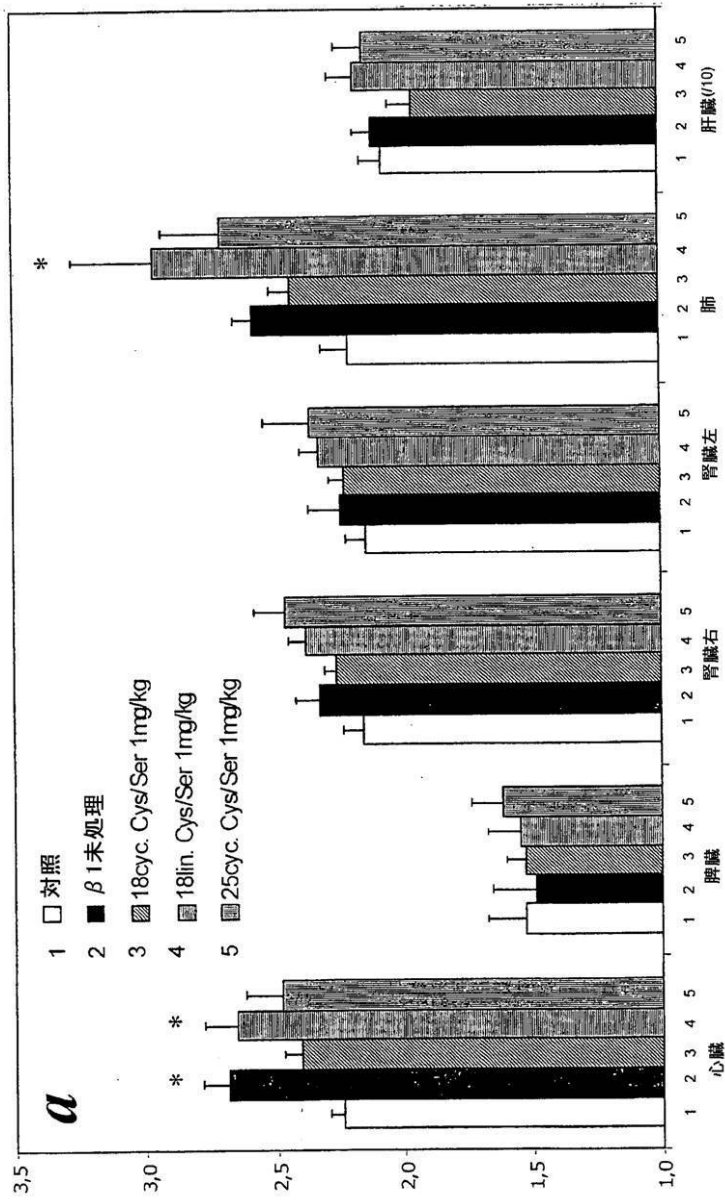 a
1 対照
2 β1未処理
3 18cyc. Cys/Ser 1mg/kg
4 18lin. Cys/Ser 1mg/kg
5 25cyc. Cys/Ser 1mg/kg
3,5
3,0
2,5
2,0
1,5
1,0
* *
*
1 2 3 4 5
心臓
1 2 3 4 5
脾臓
1 2 3 4 5
腎臓右
1 2 3 4 5
腎臓左
1 2 3 4 5
肺
1 2 3 4 5
肝臓(/10)